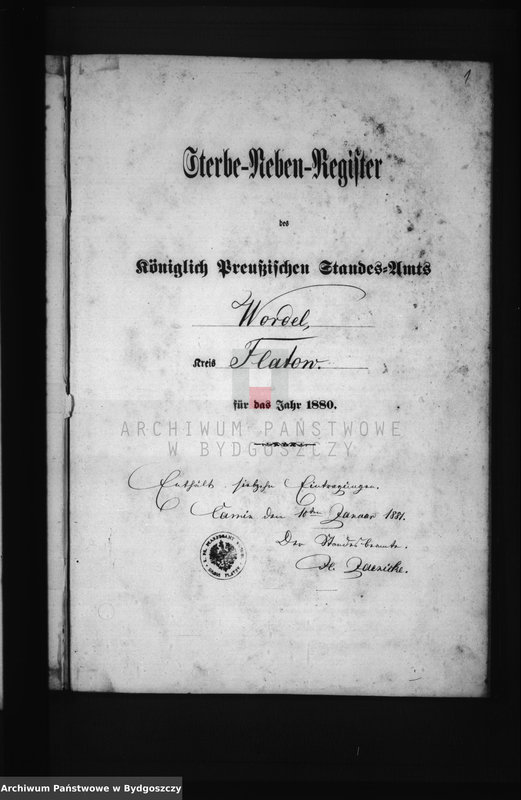 1
Sterbe-Neben-Register
des
Königlich Preußischen Standes-Amts
Wordel,
Kreis Flatow.
für das Jahr 1880.
ARCHIWUM PAŃSTWOWE
W BYDGOSZCZY
Enthält Eintragungen.
Camin den 10ten Januar 1881.
Der Standesbeamte.
Archiwum Państwowe w Bydgoszczy